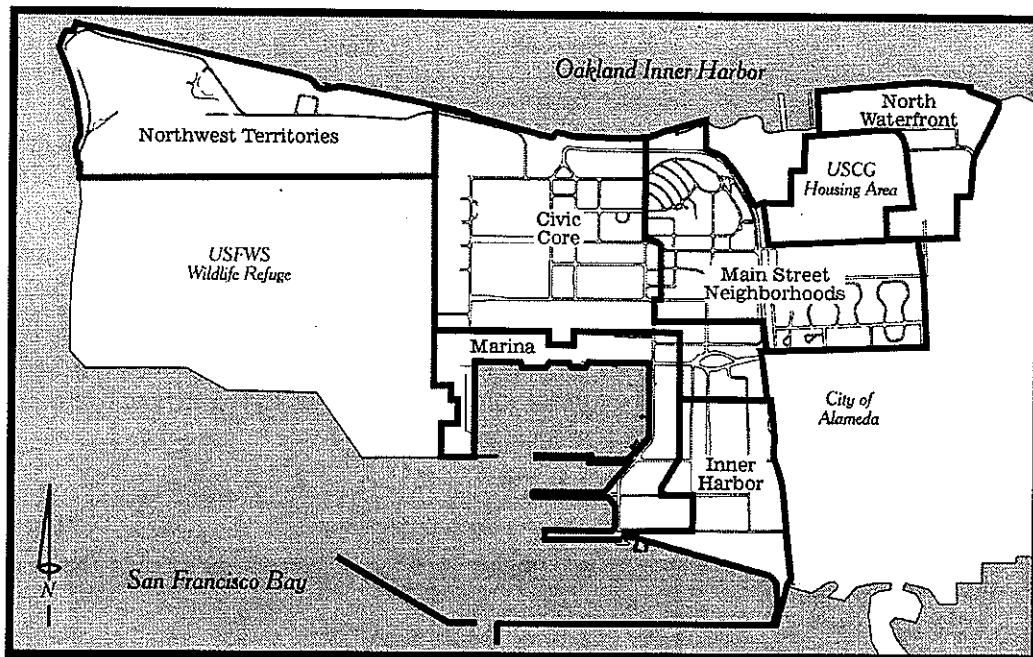 Oakland Inner Harbor
North
Waterfront
Northwest Territories
USCG
Housing Area
Civic
Core
USFWS
Wildlife Refuge
Main Street
Neighborhoods
Marina
City of
Alameda
Inner
Harbor
N
San Francisco Bay